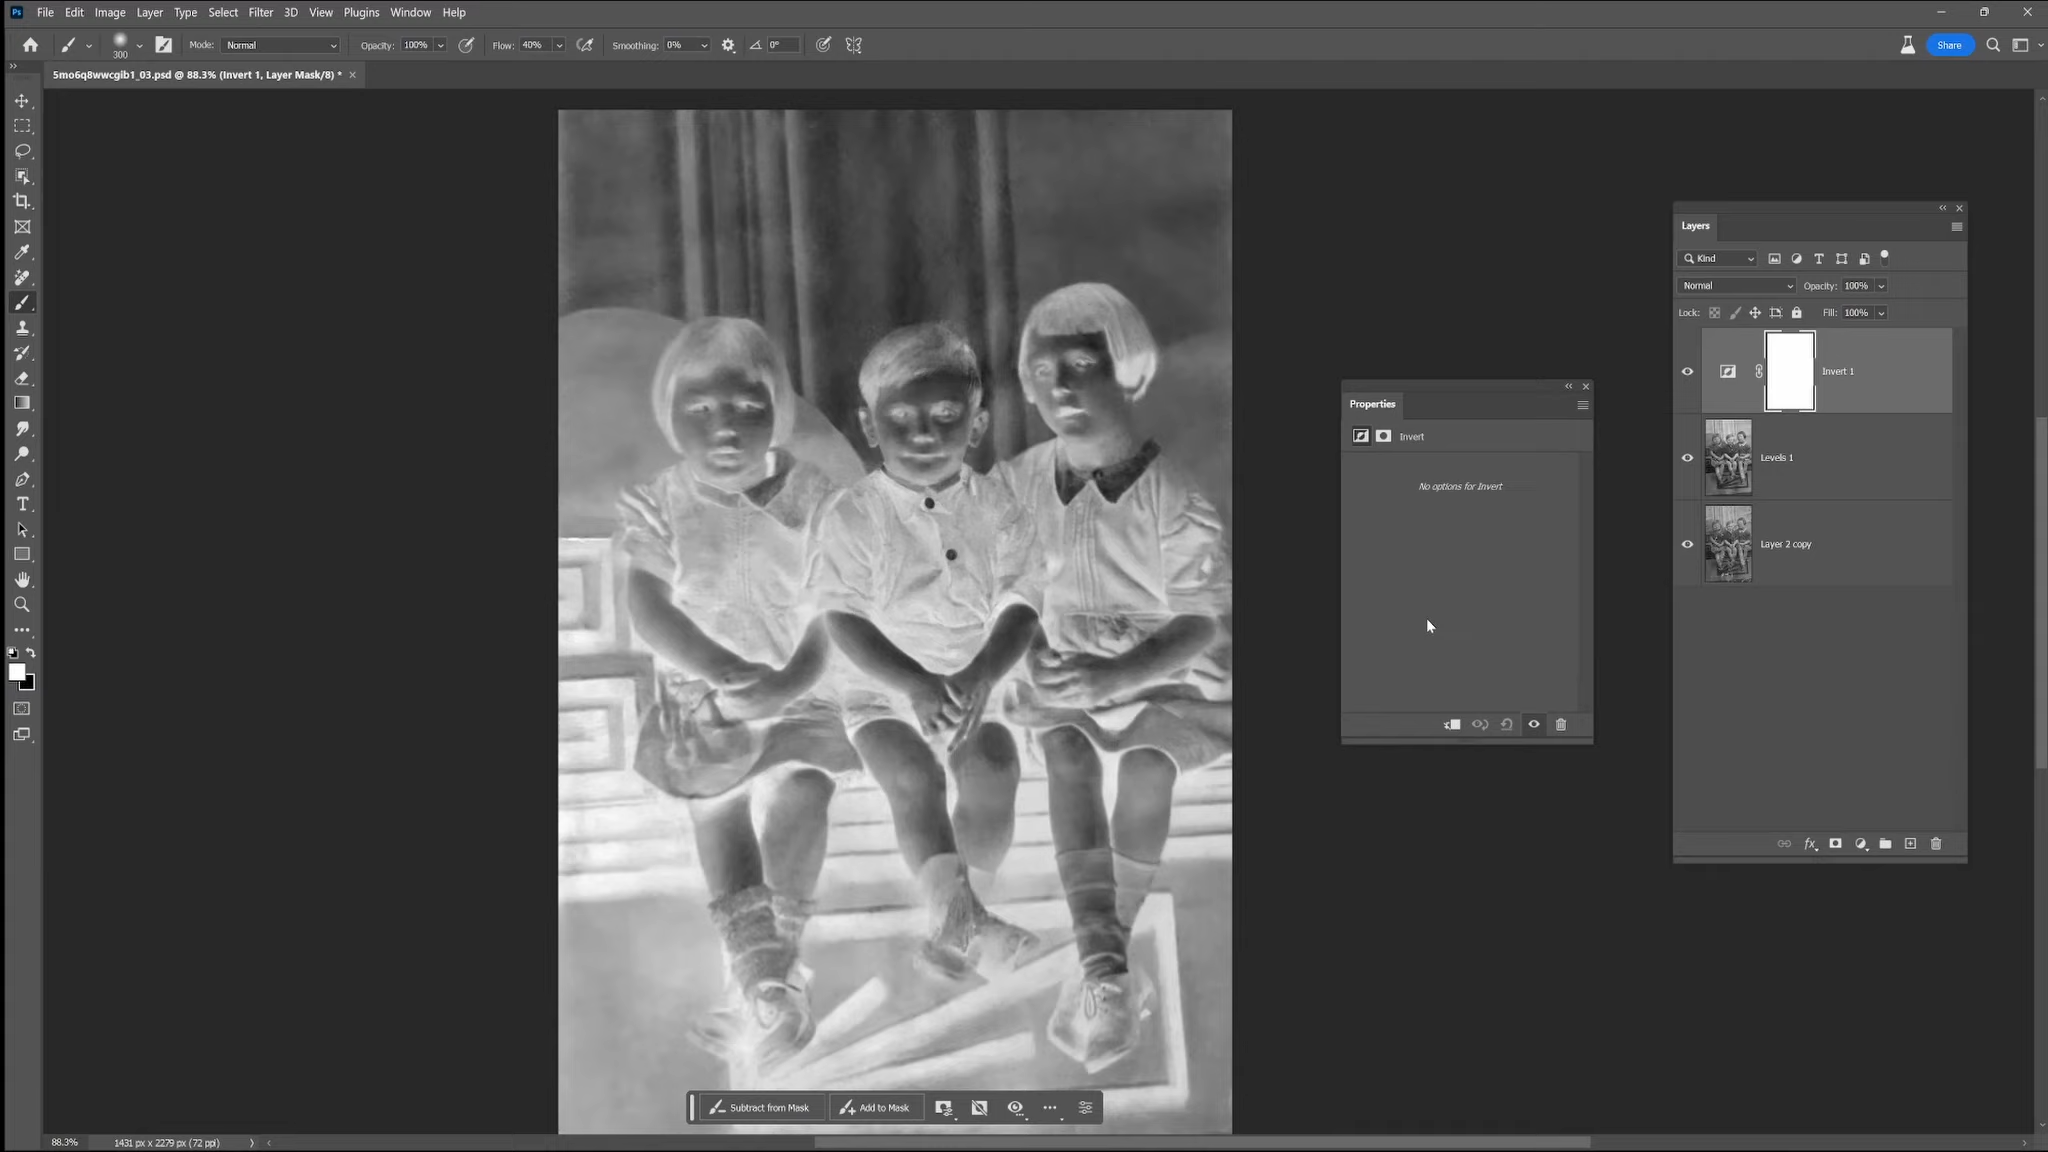 Ps File Edit Image Layer Type Select Filter 3D View Plugins Window Help
300 Mode: Normal Opacity: 100% Flow: 40% Smoothing: 0% 0° Share
5mo6q8wwcgib1_03.psd @ 88.3% (Invert 1, Layer Mask/8) *
Layers
Kind
Normal Opacity: 100%
Lock: Fill: 100%
Invert 1
Levels 1
Layer 2 copy
Properties
Invert
No options for Invert
Subtract from Mask Add to Mask
88.3% 1431 px x 2279 px (72 ppi)